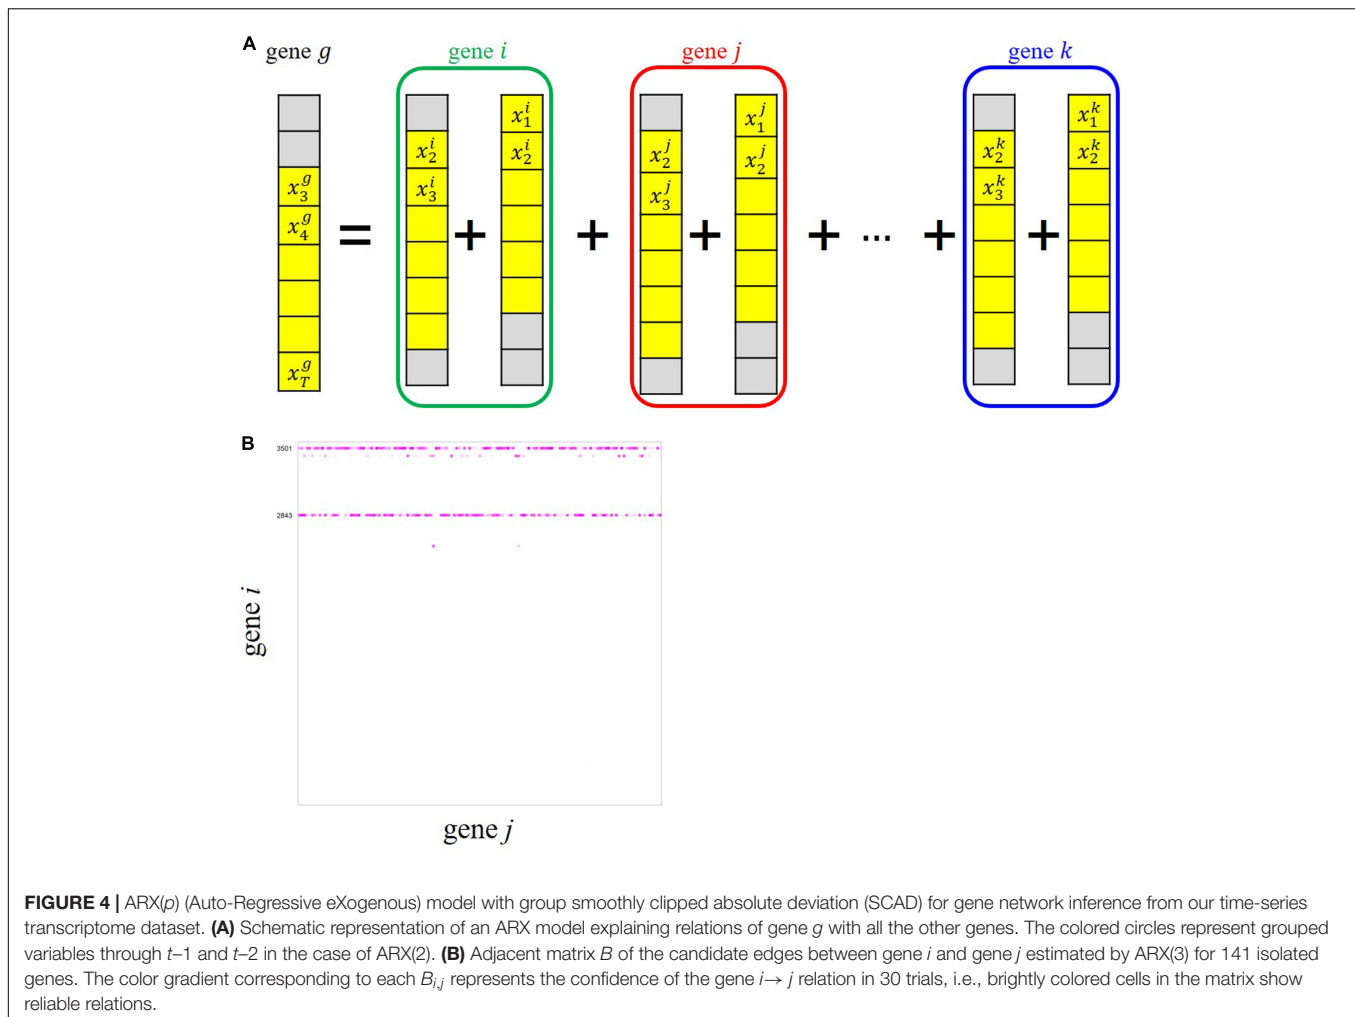 A
gene g
gene i
gene j
gene k
x_3^g
x_4^g
x_T^g
=
x_2^i
x_3^i
+
x_1^i
x_2^i
+
x_2^j
x_3^j
+
x_1^j
x_2^j
+ ... +
x_2^k
x_3^k
+
x_1^k
x_2^k
B
3501
2843
gene i
gene j
FIGURE 4 | ARX(p) (Auto-Regressive eXogenous) model with group smoothly clipped absolute deviation (SCAD) for gene network inference from our time-series
transcriptome dataset. (A) Schematic representation of an ARX model explaining relations of gene g with all the other genes. The colored circles represent grouped
variables through t–1 and t–2 in the case of ARX(2). (B) Adjacent matrix B of the candidate edges between gene i and gene j estimated by ARX(3) for 141 isolated
genes. The color gradient corresponding to each B_i,j represents the confidence of the gene i→ j relation in 30 trials, i.e., brightly colored cells in the matrix show
reliable relations.